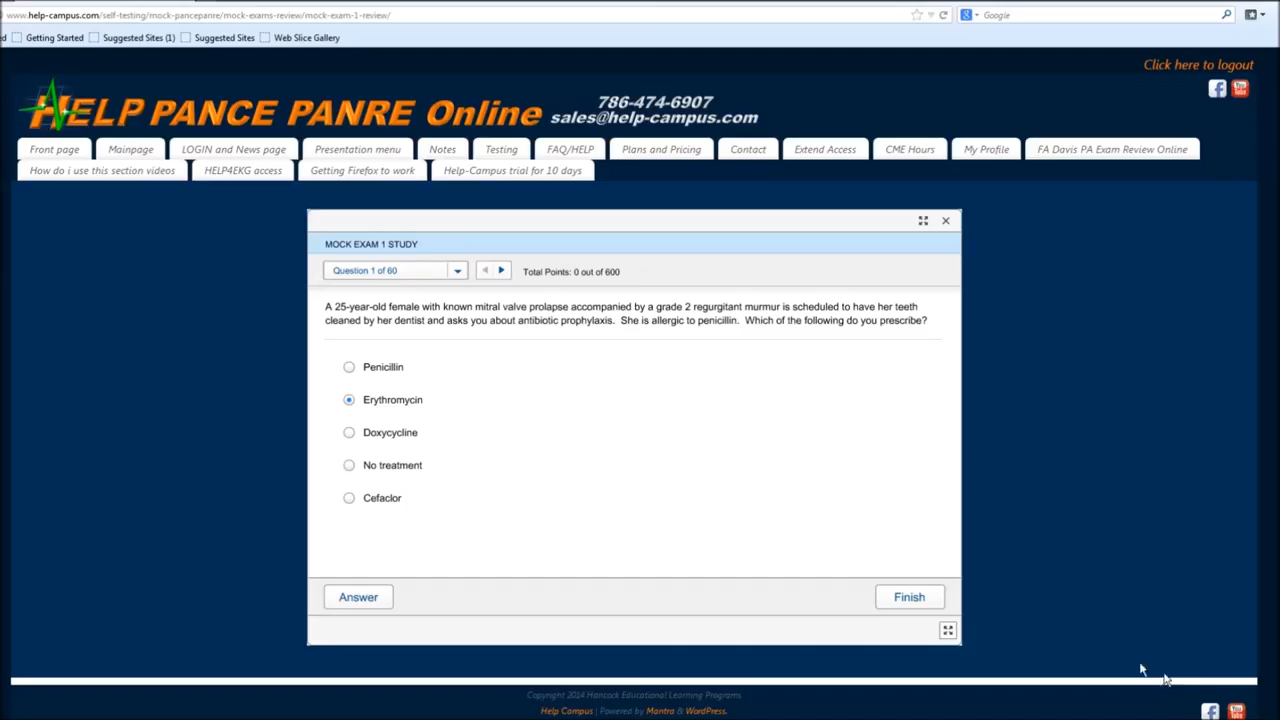 www.help-campus.com/self-testing/mock-pancepanre/mock-exams-review/mock-exam-1-review/
Google
Getting Started Suggested Sites (1) Suggested Sites Web Slice Gallery
Click here to logout
HELP PANCE PANRE Online
786-474-6907
sales@help-campus.com
Front page Mainpage LOGIN and News page Presentation menu Notes Testing FAQ/HELP Plans and Pricing Contact Extend Access CME Hours My Profile FA Davis PA Exam Review Online
How do i use this section videos HELP4EKG access Getting Firefox to work Help-Campus trial for 10 days
MOCK EXAM 1 STUDY
Question 1 of 60 Total Points: 0 out of 600
A 25-year-old female with known mitral valve prolapse accompanied by a grade 2 regurgitant murmur is scheduled to have her teeth
cleaned by her dentist and asks you about antibiotic prophylaxis. She is allergic to penicillin. Which of the following do you prescribe?
Penicillin
Erythromycin
Doxycycline
No treatment
Cefaclor
Answer Finish
Copyright 2014 Hancock Educational Learning Programs
Help Campus | Powered by Mantra & WordPress.